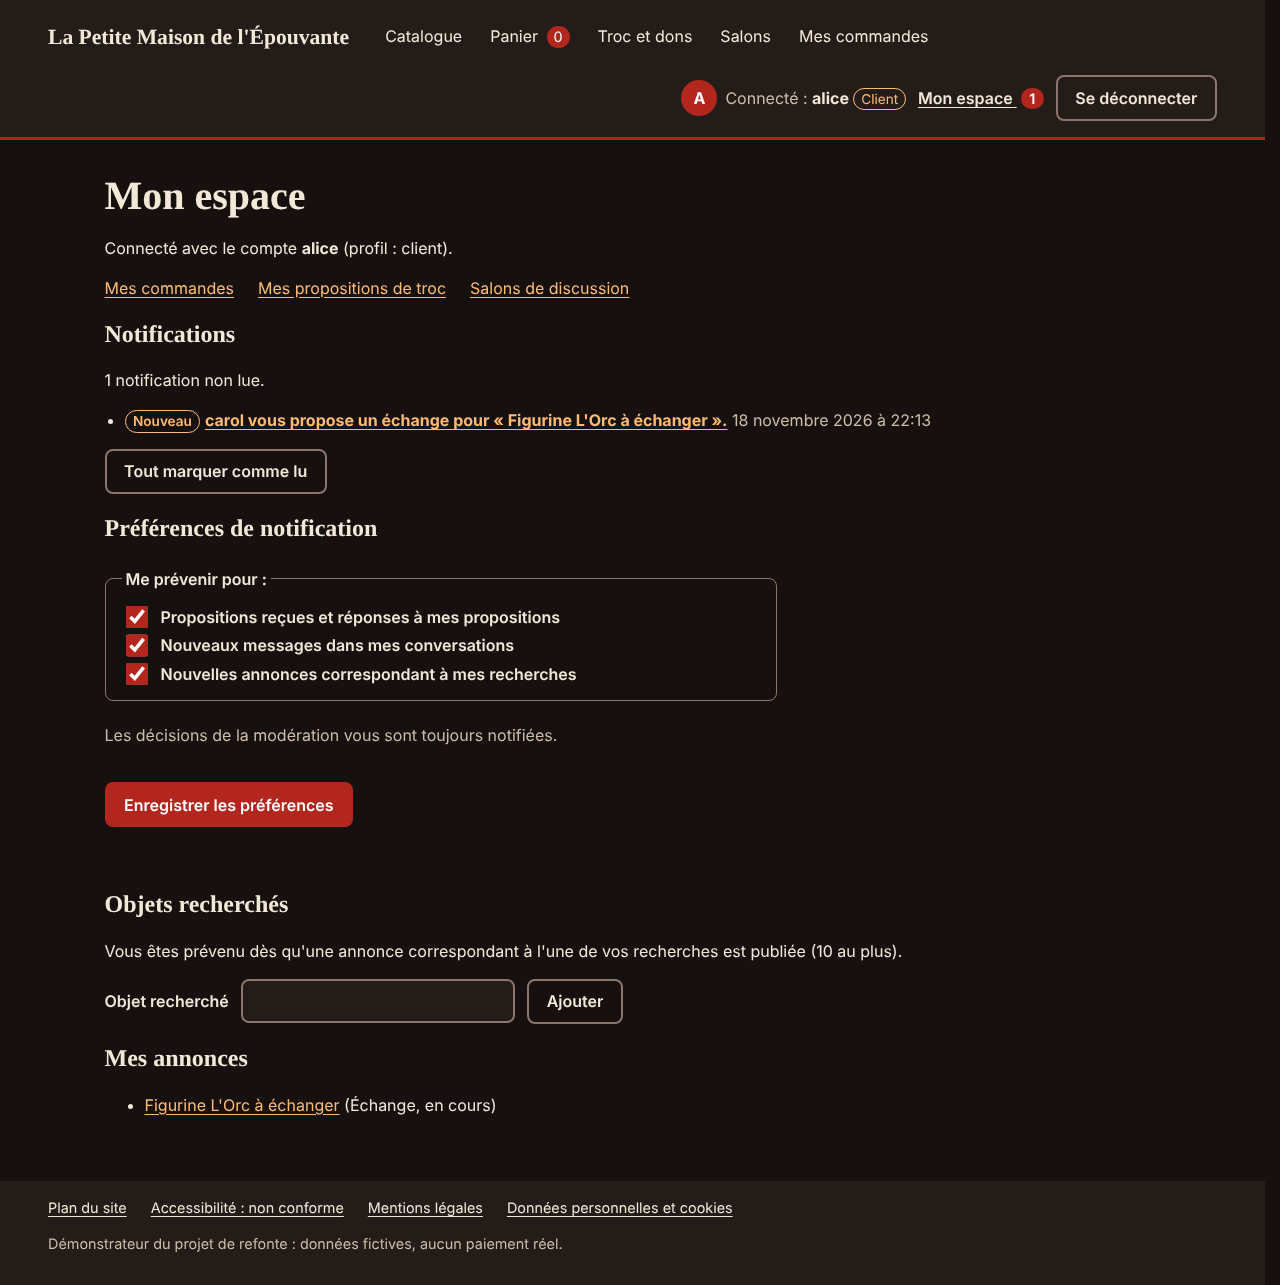 La Petite Maison de l'Épouvante Catalogue Panier 0 Troc et dons Salons Mes commandes
A Connecté : alice Client Mon espace 1 Se déconnecter
Mon espace
Connecté avec le compte alice (profil : client).
Mes commandes Mes propositions de troc Salons de discussion
Notifications
1 notification non lue.
Nouveau carol vous propose un échange pour « Figurine L'Orc à échanger ». 18 novembre 2026 à 22:13
Tout marquer comme lu
Préférences de notification
Me prévenir pour :
Propositions reçues et réponses à mes propositions
Nouveaux messages dans mes conversations
Nouvelles annonces correspondant à mes recherches
Les décisions de la modération vous sont toujours notifiées.
Enregistrer les préférences
Objets recherchés
Vous êtes prévenu dès qu'une annonce correspondant à l'une de vos recherches est publiée (10 au plus).
Objet recherché Ajouter
Mes annonces
Figurine L'Orc à échanger (Échange, en cours)
Plan du site Accessibilité : non conforme Mentions légales Données personnelles et cookies
Démonstrateur du projet de refonte : données fictives, aucun paiement réel.